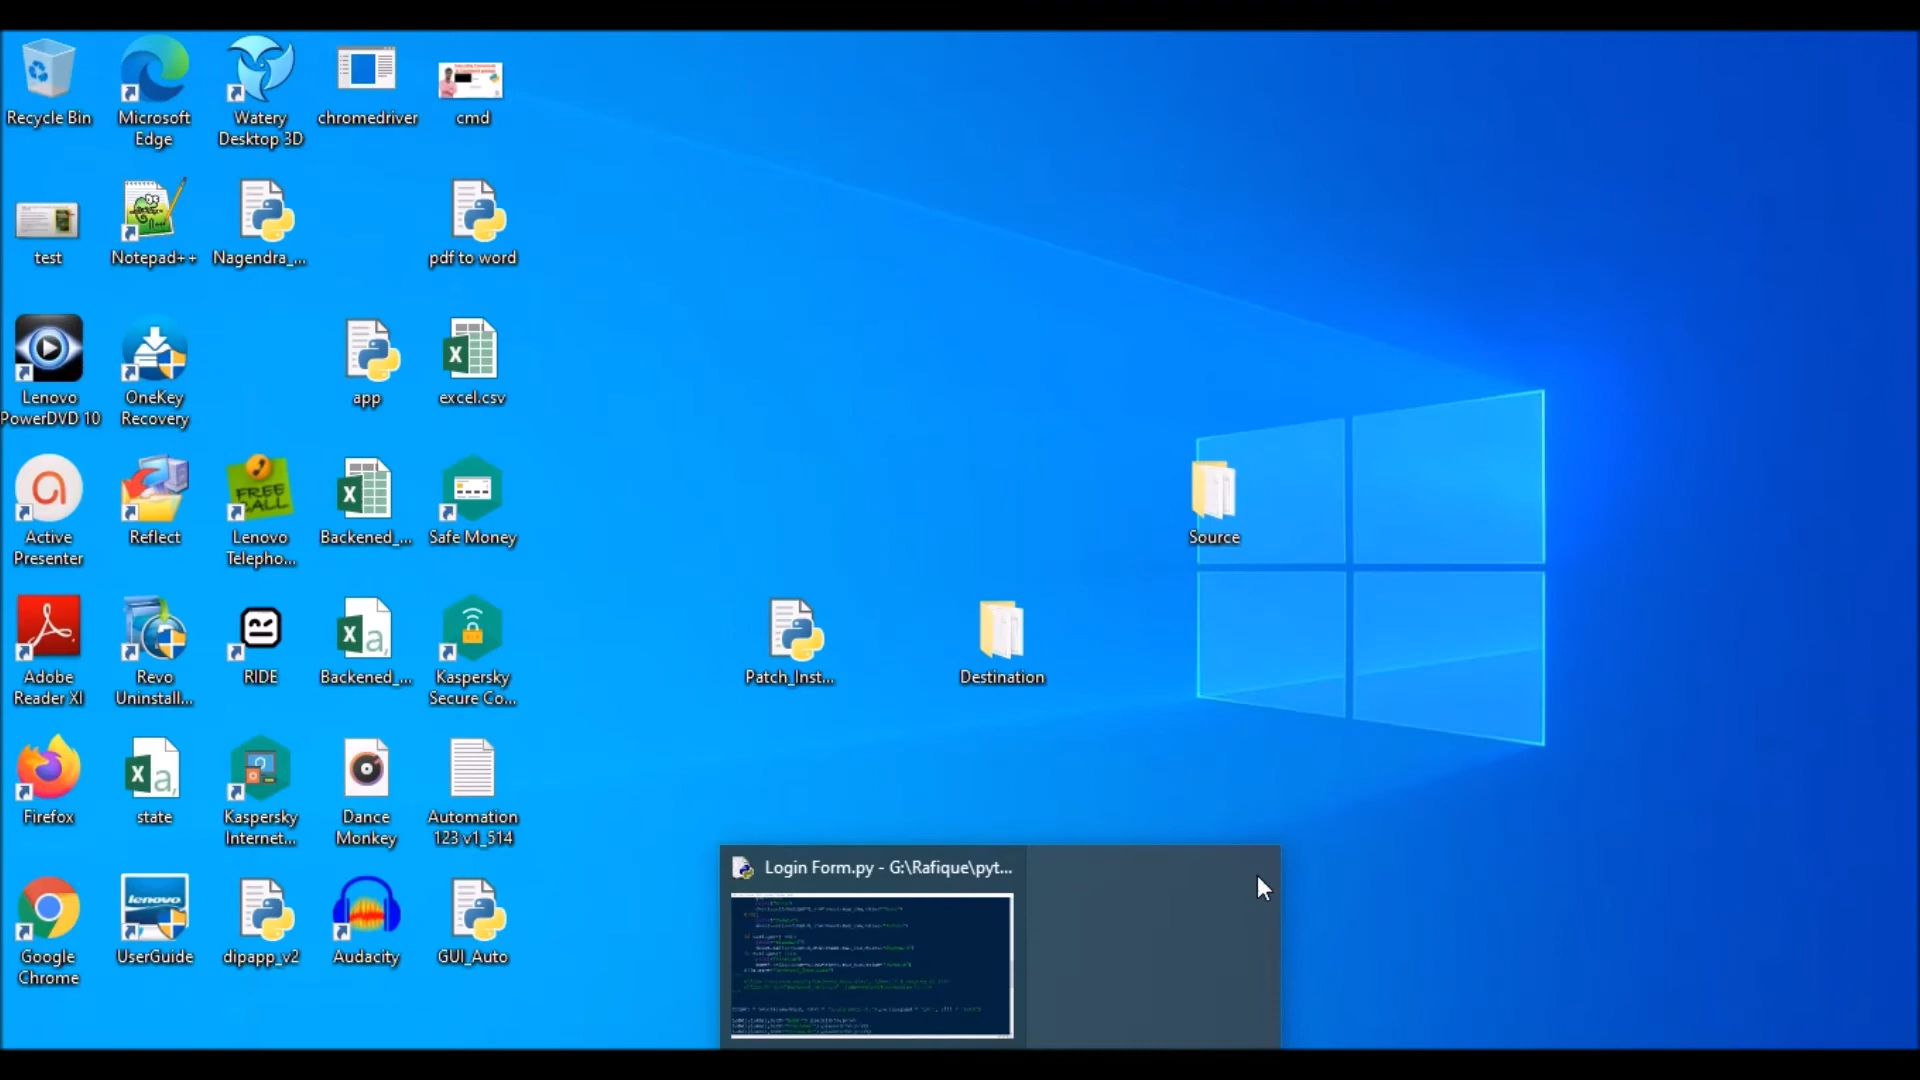 Recycle Bin
Microsoft
Edge
Watery
Desktop 3D
chromedriver
cmd
test
Notepad++
Nagendra_...
pdf to word
Lenovo
PowerDVD 10
OneKey
Recovery
app
excel.csv
Active
Presenter
Reflect
FREE
CALL
Lenovo
Telepho...
Backened_...
Safe Money
Source
Adobe
Reader XI
Revo
Uninstall...
RIDE
Backened_...
Kaspersky
Secure Co...
Patch_Inst...
Destination
Firefox
state
Kaspersky
Internet...
Dance
Monkey
Automation
123 v1_514
Login Form.py - G:\Rafique\pyt...
Google
Chrome
lenovo
UserGuide
dipapp_v2
Audacity
GUI_Auto